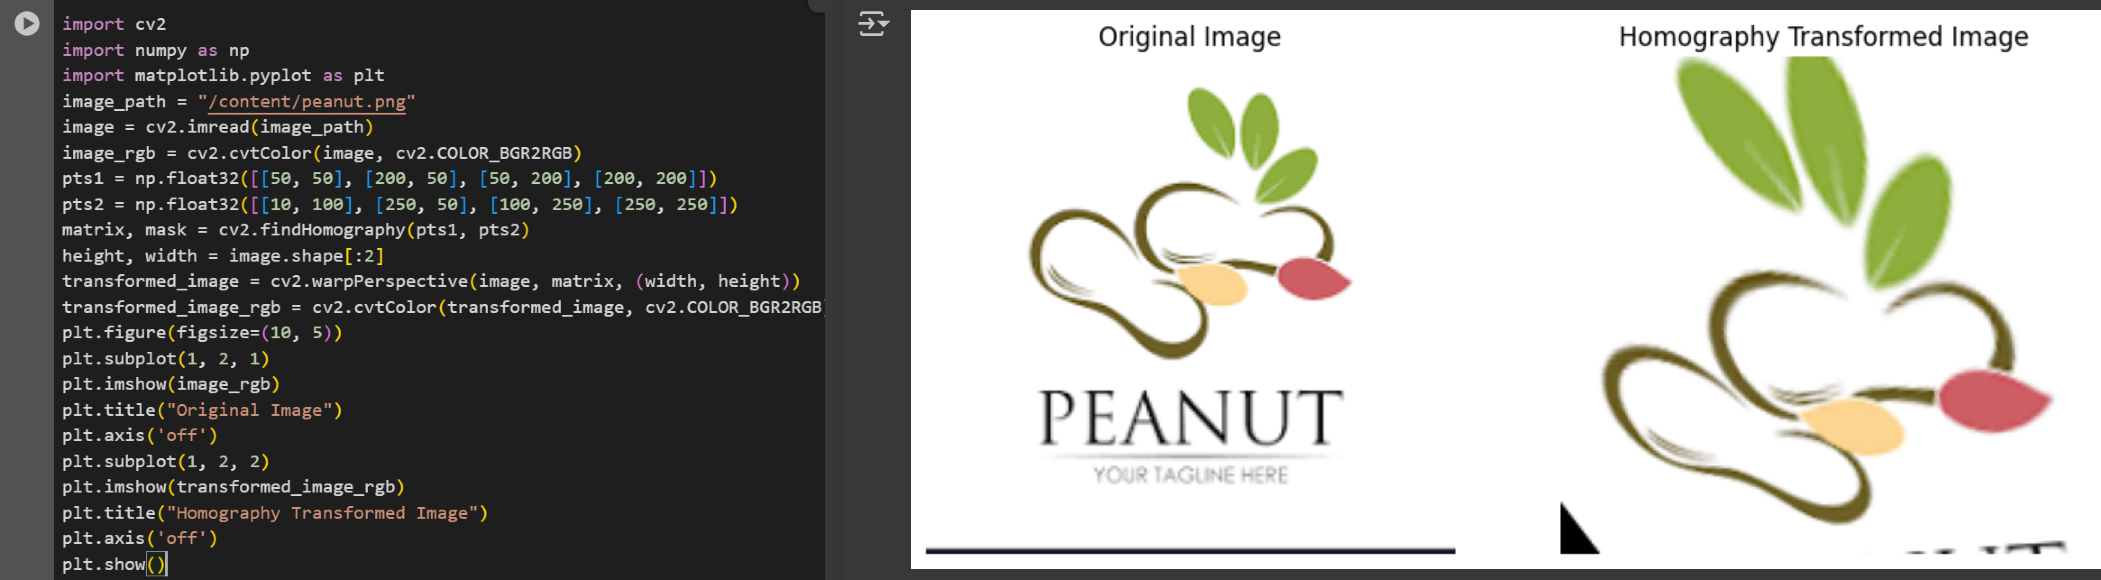 import cv2
import numpy as np
import matplotlib.pyplot as plt
image_path = "/content/peanut.png"
image = cv2.imread(image_path)
image_rgb = cv2.cvtColor(image, cv2.COLOR_BGR2RGB)
pts1 = np.float32([[50, 50], [200, 50], [50, 200], [200, 200]])
pts2 = np.float32([[10, 100], [250, 50], [100, 250], [250, 250]])
matrix, mask = cv2.findHomography(pts1, pts2)
height, width = image.shape[:2]
transformed_image = cv2.warpPerspective(image, matrix, (width, height))
transformed_image_rgb = cv2.cvtColor(transformed_image, cv2.COLOR_BGR2RGB)
plt.figure(figsize=(10, 5))
plt.subplot(1, 2, 1)
plt.imshow(image_rgb)
plt.title("Original Image")
plt.axis('off')
plt.subplot(1, 2, 2)
plt.imshow(transformed_image_rgb)
plt.title("Homography Transformed Image")
plt.axis('off')
plt.show()
Original Image
PEANUT
YOUR TAGLINE HERE
Homography Transformed Image